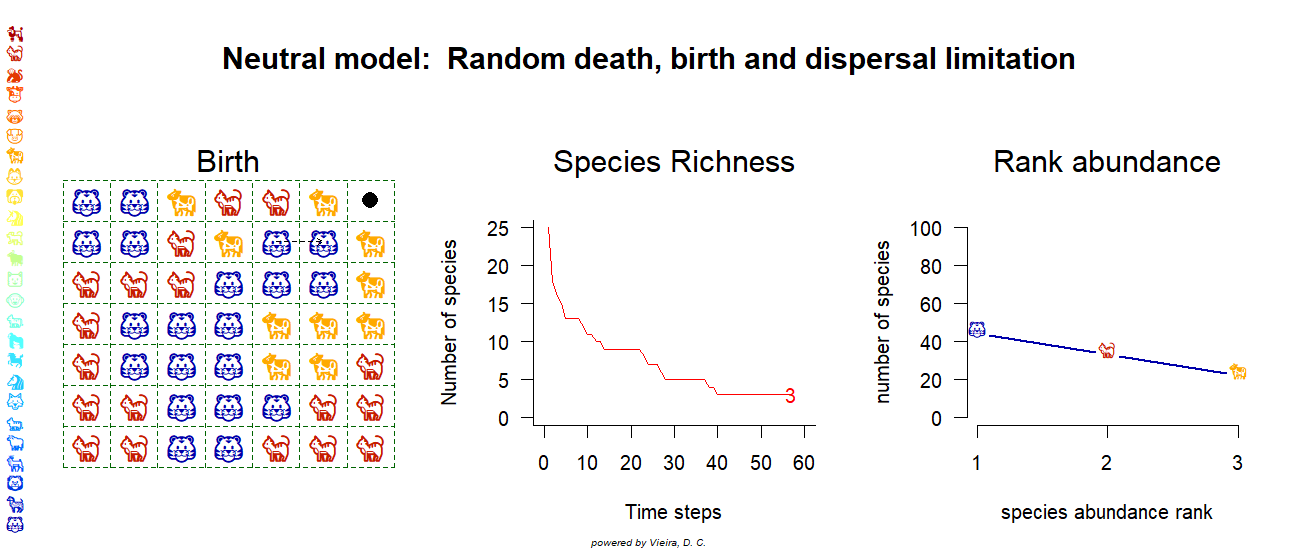 Neutral model:  Random death, birth and dispersal limitation
Birth
Species Richness
Number of species
25
20
15
10
5
0
3
0 10 20 30 40 50 60
Time steps
Rank abundance
number of species
100
80
60
40
20
0
1 2 3
species abundance rank
powered by Vieira, D. C.